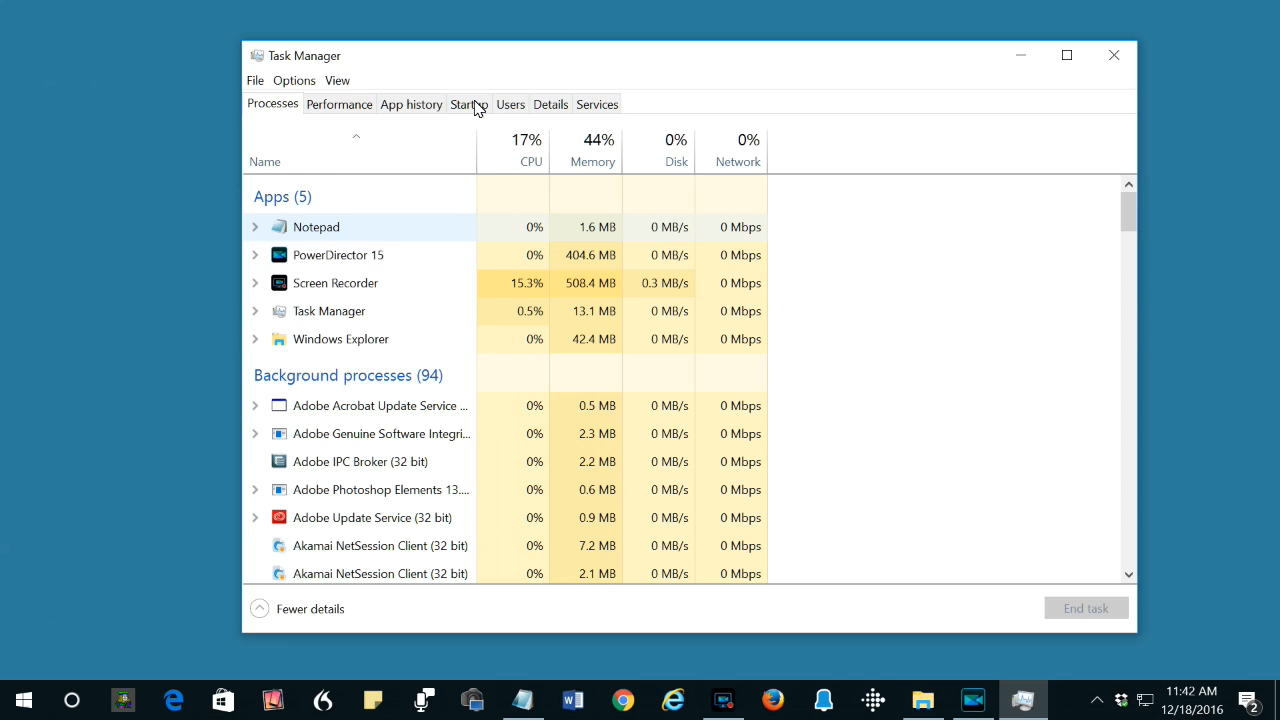 Task Manager
File Options View
Processes Performance App history Startup Users Details Services
17% 44% 0% 0%
Name CPU Memory Disk Network
Apps (5)
Notepad 0% 1.6 MB 0 MB/s 0 Mbps
PowerDirector 15 0% 404.6 MB 0 MB/s 0 Mbps
Screen Recorder 15.3% 508.4 MB 0.3 MB/s 0 Mbps
Task Manager 0.5% 13.1 MB 0 MB/s 0 Mbps
Windows Explorer 0% 42.4 MB 0 MB/s 0 Mbps
Background processes (94)
Adobe Acrobat Update Service ... 0% 0.5 MB 0 MB/s 0 Mbps
Adobe Genuine Software Integri... 0% 2.3 MB 0 MB/s 0 Mbps
Adobe IPC Broker (32 bit) 0% 2.2 MB 0 MB/s 0 Mbps
Adobe Photoshop Elements 13.... 0% 0.6 MB 0 MB/s 0 Mbps
Adobe Update Service (32 bit) 0% 0.9 MB 0 MB/s 0 Mbps
Akamai NetSession Client (32 bit) 0% 7.2 MB 0 MB/s 0 Mbps
Akamai NetSession Client (32 bit) 0% 2.1 MB 0 MB/s 0 Mbps
Fewer details End task
11:42 AM
12/18/2016
2